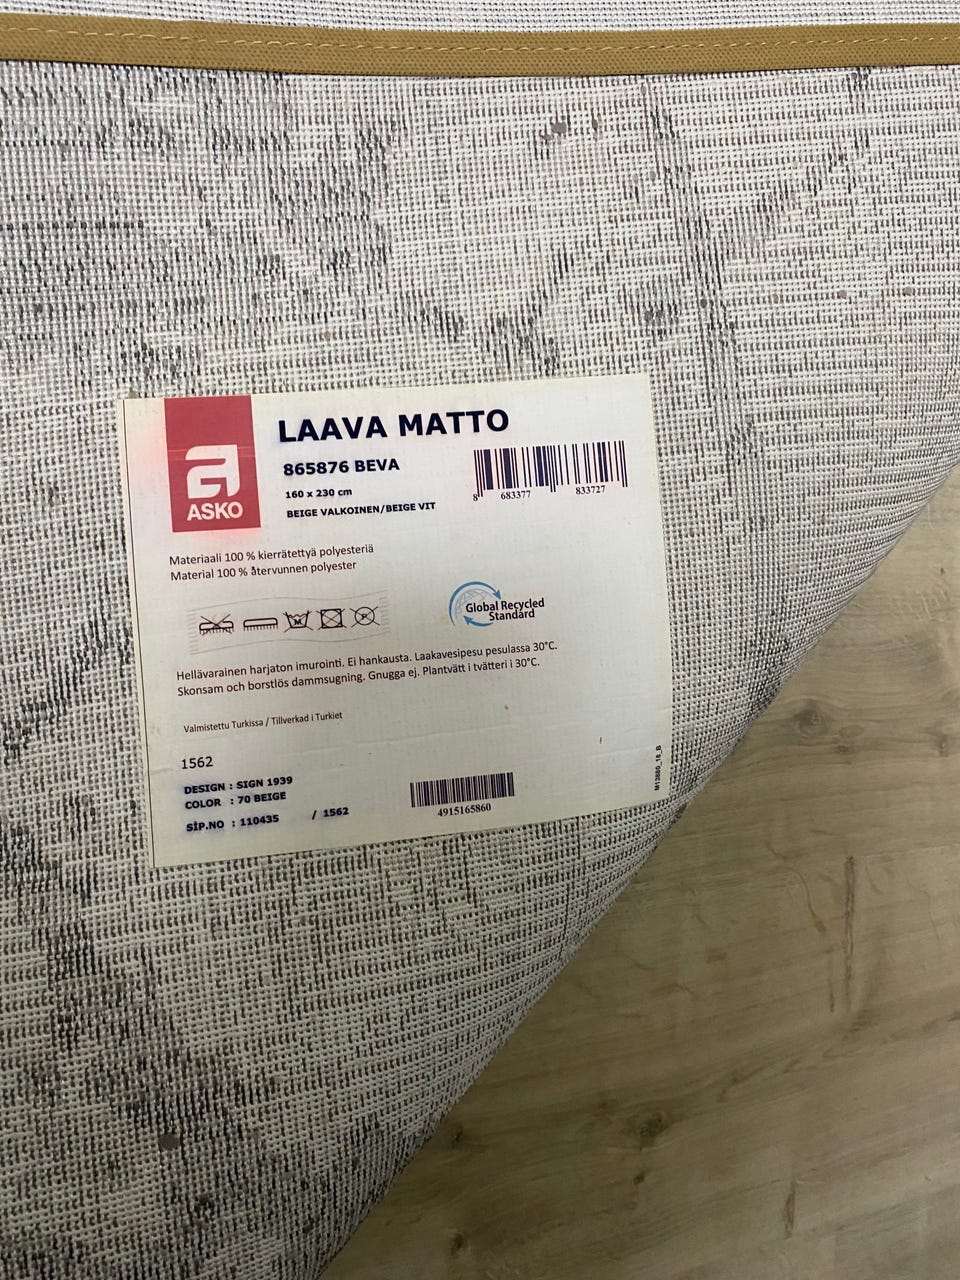 LAAVA MATTO
865876 BEVA
160 x 230 cm
BEIGE VALKOINEN/BEIGE VIT
8 683377 833727
ASKO
Materiaali 100 % kierrätettyä polyesteriä
Material 100 % återvunnen polyester
Global Recycled
Standard
Hellävarainen harjaton imurointi. Ei hankausta. Laakavesipesu pesulassa 30°C.
Skonsam och borstlös dammsugning. Gnugga ej. Plantvätt i tvätteri i 30°C.
Valmistettu Turkissa / Tillverkad i Turkiet
1562
DESIGN : SIGN 1939
COLOR : 70 BEIGE
SİP.NO : 110435 / 1562
4915165860